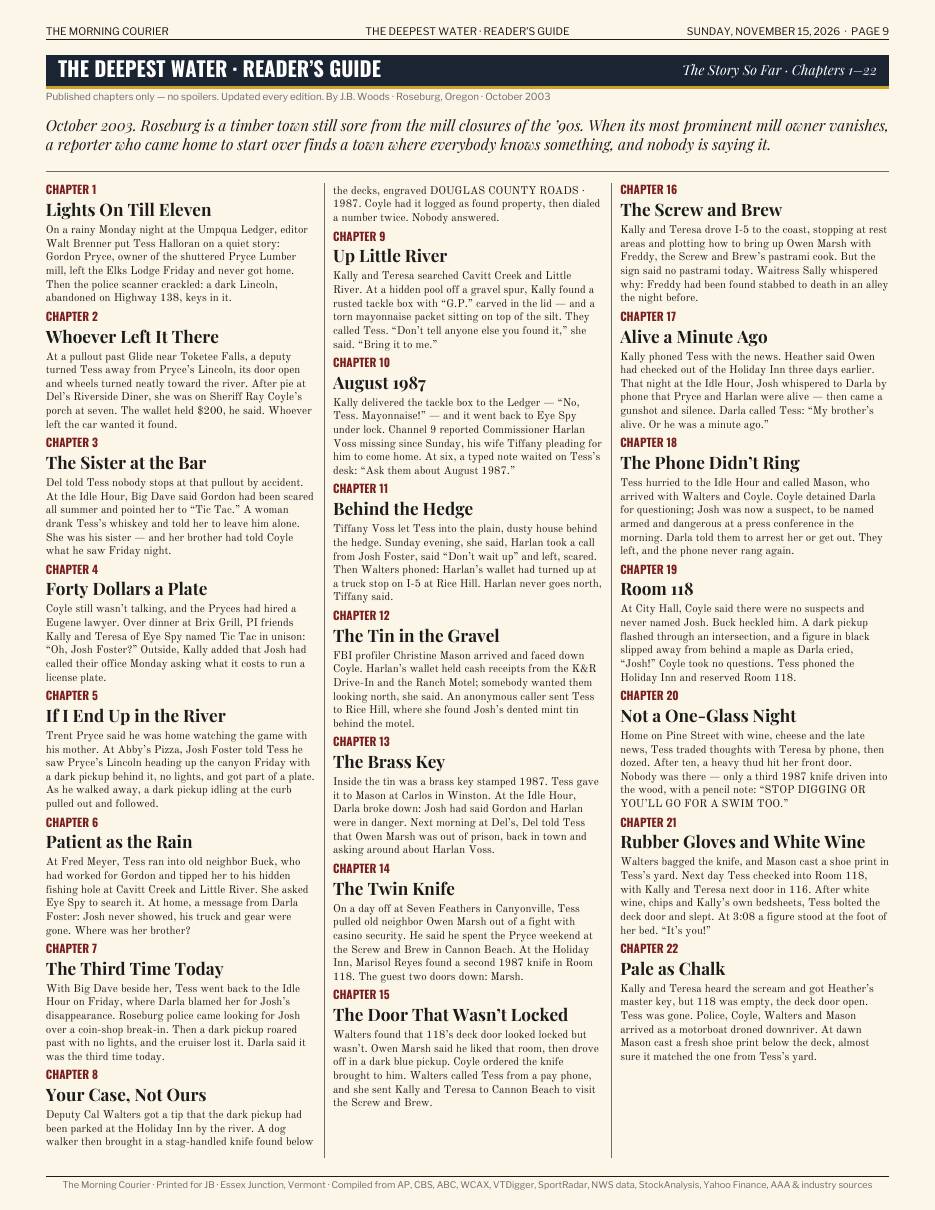 THE MORNING COURIER
THE DEEPEST WATER · READER'S GUIDE
SUNDAY, NOVEMBER 15, 2026 · PAGE 9
THE DEEPEST WATER · READER'S GUIDE
The Story So Far · Chapters 1–22
Published chapters only — no spoilers. Updated every edition. By J.B. Woods · Roseburg, Oregon · October 2003
October 2003. Roseburg is a timber town still sore from the mill closures of the ’90s. When its most prominent mill owner vanishes,
a reporter who came home to start over finds a town where everybody knows something, and nobody is saying it.
CHAPTER 1
Lights On Till Eleven
On a rainy Monday night at the Umpqua Ledger, editor
Walt Brenner put Tess Halloran on a quiet story:
Gordon Pryce, owner of the shuttered Pryce Lumber
mill, left the Elks Lodge Friday and never got home.
Then the police scanner crackled: a dark Lincoln,
abandoned on Highway 138, keys in it.
CHAPTER 2
Whoever Left It There
At a pullout past Glide near Toketee Falls, a deputy
turned Tess away from Pryce’s Lincoln, its door open
and wheels turned neatly toward the river. After pie at
Del’s Riverside Diner, she was on Sheriff Ray Coyle’s
porch at seven. The wallet held $200, he said. Whoever
left the car wanted it found.
CHAPTER 3
The Sister at the Bar
Del told Tess nobody stops at that pullout by accident.
At the Idle Hour, Big Dave said Gordon had been scared
all summer and pointed her to “Tic Tac.” A woman
drank Tess’s whiskey and told her to leave him alone.
She was his sister — and her brother had told Coyle
what he saw Friday night.
CHAPTER 4
Forty Dollars a Plate
Coyle still wasn’t talking, and the Pryces had hired a
Eugene lawyer. Over dinner at Brix Grill, PI friends
Kally and Teresa of Eye Spy named Tic Tac in unison:
“Oh, Josh Foster?” Outside, Kally added that Josh had
called their office Monday asking what it costs to run a
license plate.
CHAPTER 5
If I End Up in the River
Trent Pryce said he was home watching the game with
his mother. At Abby’s Pizza, Josh Foster told Tess he
saw Pryce’s Lincoln heading up the canyon Friday with
a dark pickup behind it, no lights, and got part of a plate.
As he walked away, a dark pickup idling at the curb
pulled out and followed.
CHAPTER 6
Patient as the Rain
At Fred Meyer, Tess ran into old neighbor Buck, who
had worked for Gordon and tipped her to his hidden
fishing hole at Cavitt Creek and Little River. She asked
Eye Spy to search it. At home, a message from Darla
Foster: Josh never showed, his truck and gear were
gone. Where was her brother?
CHAPTER 7
The Third Time Today
With Big Dave beside her, Tess went back to the Idle
Hour on Friday, where Darla blamed her for Josh’s
disappearance. Roseburg police came looking for Josh
over a coin-shop break-in. Then a dark pickup roared
past with no lights, and the cruiser lost it. Darla said it
was the third time today.
CHAPTER 8
Your Case, Not Ours
Deputy Cal Walters got a tip that the dark pickup had
been parked at the Holiday Inn by the river. A dog
walker then brought in a stag-handled knife found below
the decks, engraved DOUGLAS COUNTY ROADS ·
1987. Coyle had it logged as found property, then dialed
a number twice. Nobody answered.
CHAPTER 9
Up Little River
Kally and Teresa searched Cavitt Creek and Little
River. At a hidden pool off a gravel spur, Kally found a
rusted tackle box with “G.P.” carved in the lid — and a
torn mayonnaise packet sitting on top of the silt. They
called Tess. “Don’t tell anyone else you found it,” she
said. “Bring it to me.”
CHAPTER 10
August 1987
Kally delivered the tackle box to the Ledger — “No,
Tess. Mayonnaise!” — and it went back to Eye Spy
under lock. Channel 9 reported Commissioner Harlan
Voss missing since Sunday, his wife Tiffany pleading for
him to come home. At six, a typed note waited on Tess’s
desk: “Ask them about August 1987.”
CHAPTER 11
Behind the Hedge
Tiffany Voss let Tess into the plain, dusty house behind
the hedge. Sunday evening, she said, Harlan took a call
from Josh Foster, said “Don’t wait up” and left, scared.
Then Walters phoned: Harlan’s wallet had turned up at
a truck stop on I-5 at Rice Hill. Harlan never goes north,
Tiffany said.
CHAPTER 12
The Tin in the Gravel
FBI profiler Christine Mason arrived and faced down
Coyle. Harlan’s wallet held cash receipts from the K&R
Drive-In and the Ranch Motel; somebody wanted them
looking north, she said. An anonymous caller sent Tess
to Rice Hill, where she found Josh’s dented mint tin
behind the motel.
CHAPTER 13
The Brass Key
Inside the tin was a brass key stamped 1987. Tess gave
it to Mason at Carlos in Winston. At the Idle Hour,
Darla broke down: Josh had said Gordon and Harlan
were in danger. Next morning at Del’s, Del told Tess
that Owen Marsh was out of prison, back in town and
asking around about Harlan Voss.
CHAPTER 14
The Twin Knife
On a day off at Seven Feathers in Canyonville, Tess
pulled old neighbor Owen Marsh out of a fight with
casino security. He said he spent the Pryce weekend at
the Screw and Brew in Cannon Beach. At the Holiday
Inn, Marisol Reyes found a second 1987 knife in Room
118. The guest two doors down: Marsh.
CHAPTER 15
The Door That Wasn’t Locked
Walters found that 118’s deck door looked locked but
wasn’t. Owen Marsh said he liked that room, then drove
off in a dark blue pickup. Coyle ordered the knife
brought to him. Walters called Tess from a pay phone,
and she sent Kally and Teresa to Cannon Beach to visit
the Screw and Brew.
CHAPTER 16
The Screw and Brew
Kally and Teresa drove I-5 to the coast, stopping at rest
areas and plotting how to bring up Owen Marsh with
Freddy, the Screw and Brew’s pastrami cook. But the
sign said no pastrami today. Waitress Sally whispered
why: Freddy had been found stabbed to death in an alley
the night before.
CHAPTER 17
Alive a Minute Ago
Kally phoned Tess with the news. Heather said Owen
had checked out of the Holiday Inn three days earlier.
That night at the Idle Hour, Josh whispered to Darla by
phone that Pryce and Harlan were alive — then came a
gunshot and silence. Darla called Tess: “My brother’s
alive. Or he was a minute ago.”
CHAPTER 18
The Phone Didn’t Ring
Tess hurried to the Idle Hour and called Mason, who
arrived with Walters and Coyle. Coyle detained Darla
for questioning; Josh was now a suspect, to be named
armed and dangerous at a press conference in the
morning. Darla told them to arrest her or get out. They
left, and the phone never rang again.
CHAPTER 19
Room 118
At City Hall, Coyle said there were no suspects and
never named Josh. Buck heckled him. A dark pickup
flashed through an intersection, and a figure in black
slipped away from behind a maple as Darla cried,
“Josh!” Coyle took no questions. Tess phoned the
Holiday Inn and reserved Room 118.
CHAPTER 20
Not a One-Glass Night
Home on Pine Street with wine, cheese and the late
news, Tess traded thoughts with Teresa by phone, then
dozed. After ten, a heavy thud hit her front door.
Nobody was there — only a third 1987 knife driven into
the wood, with a pencil note: “STOP DIGGING OR
YOU’LL GO FOR A SWIM TOO.”
CHAPTER 21
Rubber Gloves and White Wine
Walters bagged the knife, and Mason cast a shoe print in
Tess’s yard. Next day Tess checked into Room 118,
with Kally and Teresa next door in 116. After white
wine, chips and Kally’s own bedsheets, Tess bolted the
deck door and slept. At 3:08 a figure stood at the foot of
her bed. “It’s you!”
CHAPTER 22
Pale as Chalk
Kally and Teresa heard the scream and got Heather’s
master key, but 118 was empty, the deck door open.
Tess was gone. Police, Coyle, Walters and Mason
arrived as a motorboat droned downriver. At dawn
Mason cast a fresh shoe print below the deck, almost
sure it matched the one from Tess’s yard.
The Morning Courier · Printed for JB · Essex Junction, Vermont · Compiled from AP, CBS, ABC, WCAX, VTDigger, SportRadar, NWS data, StockAnalysis, Yahoo Finance, AAA & industry sources